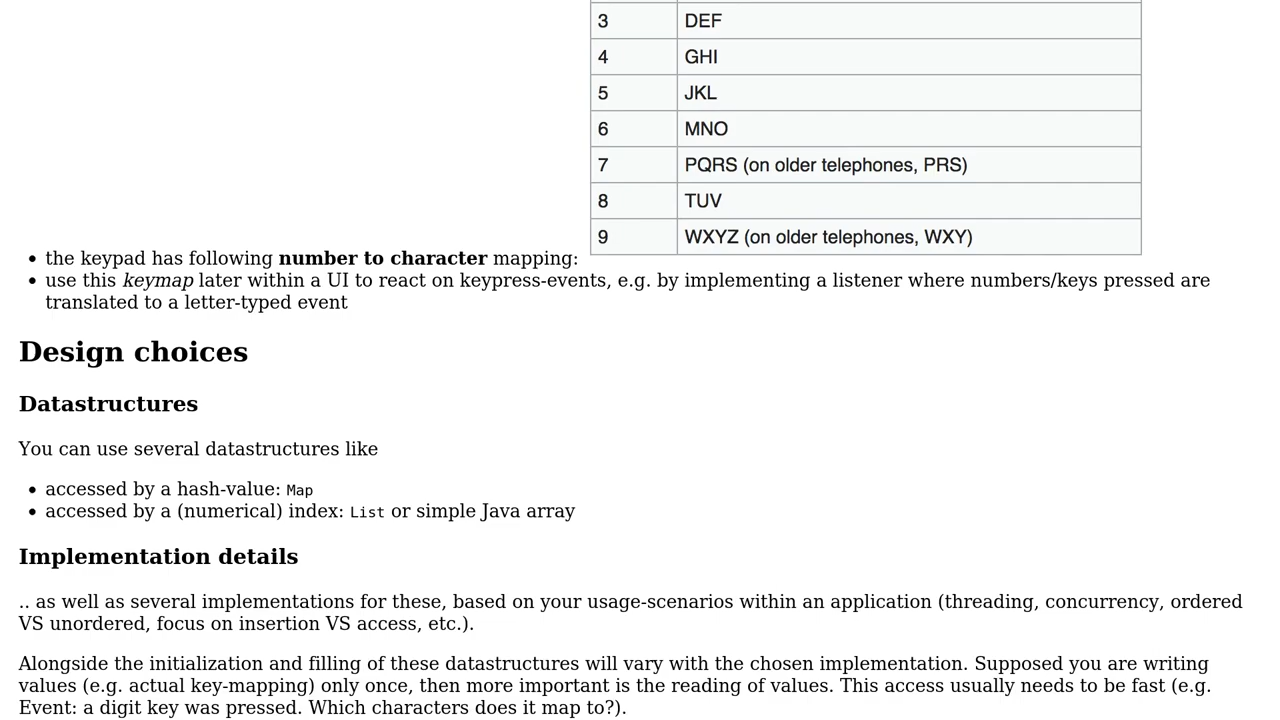 3 DEF
4 GHI
5 JKL
6 MNO
7 PQRS (on older telephones, PRS)
8 TUV
9 WXYZ (on older telephones, WXY)
• the keypad has following number to character mapping:
• use this keymap later within a UI to react on keypress-events, e.g. by implementing a listener where numbers/keys pressed are
translated to a letter-typed event
Design choices
Datastructures
You can use several datastructures like
• accessed by a hash-value: Map
• accessed by a (numerical) index: List or simple Java array
Implementation details
.. as well as several implementations for these, based on your usage-scenarios within an application (threading, concurrency, ordered
VS unordered, focus on insertion VS access, etc.).
Alongside the initialization and filling of these datastructures will vary with the chosen implementation. Supposed you are writing
values (e.g. actual key-mapping) only once, then more important is the reading of values. This access usually needs to be fast (e.g.
Event: a digit key was pressed. Which characters does it map to?).